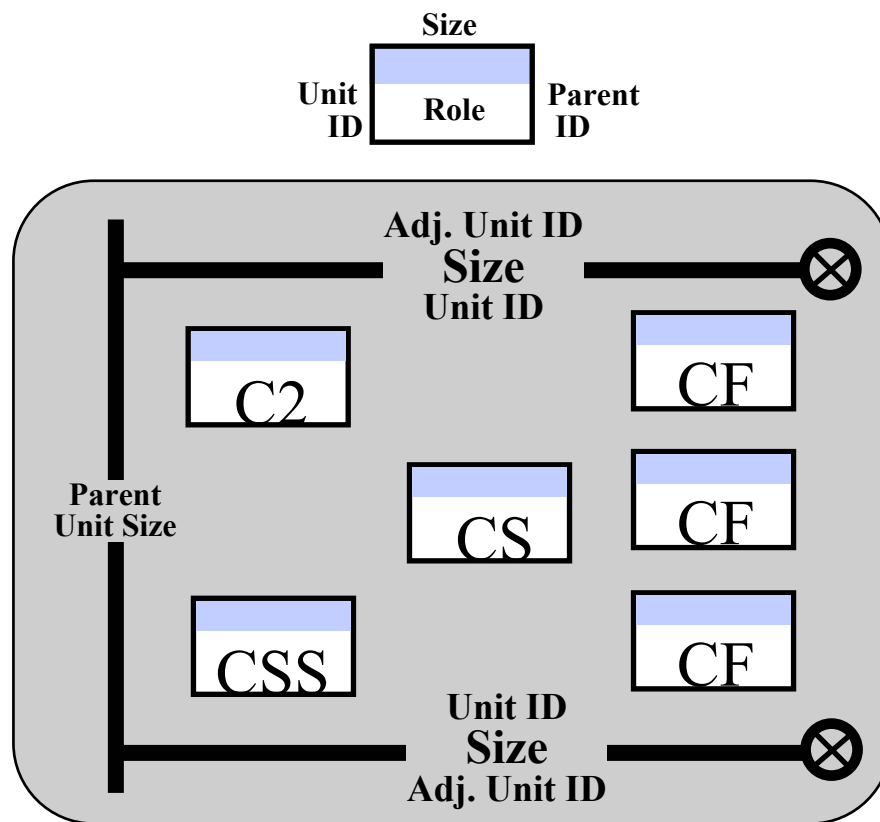 Size
Unit
ID
Role
Parent
ID
Adj. Unit ID
Size
Unit ID
C2
CF
Parent
Unit Size
CS
CF
CSS
CF
Unit ID
Size
Adj. Unit ID